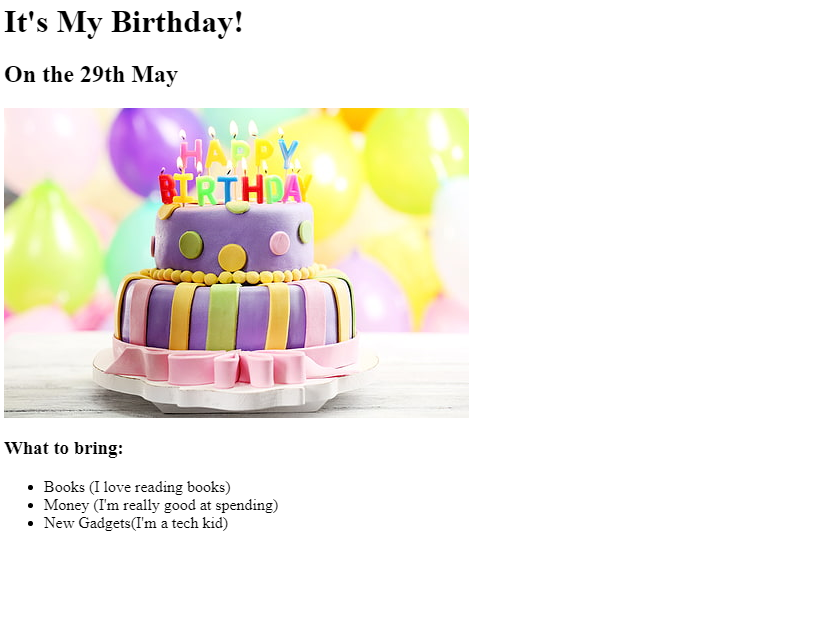 It's My Birthday!
On the 29th May
HAPPY
BIRTHDAY
What to bring:
Books (I love reading books)
Money (I'm really good at spending)
New Gadgets(I'm a tech kid)